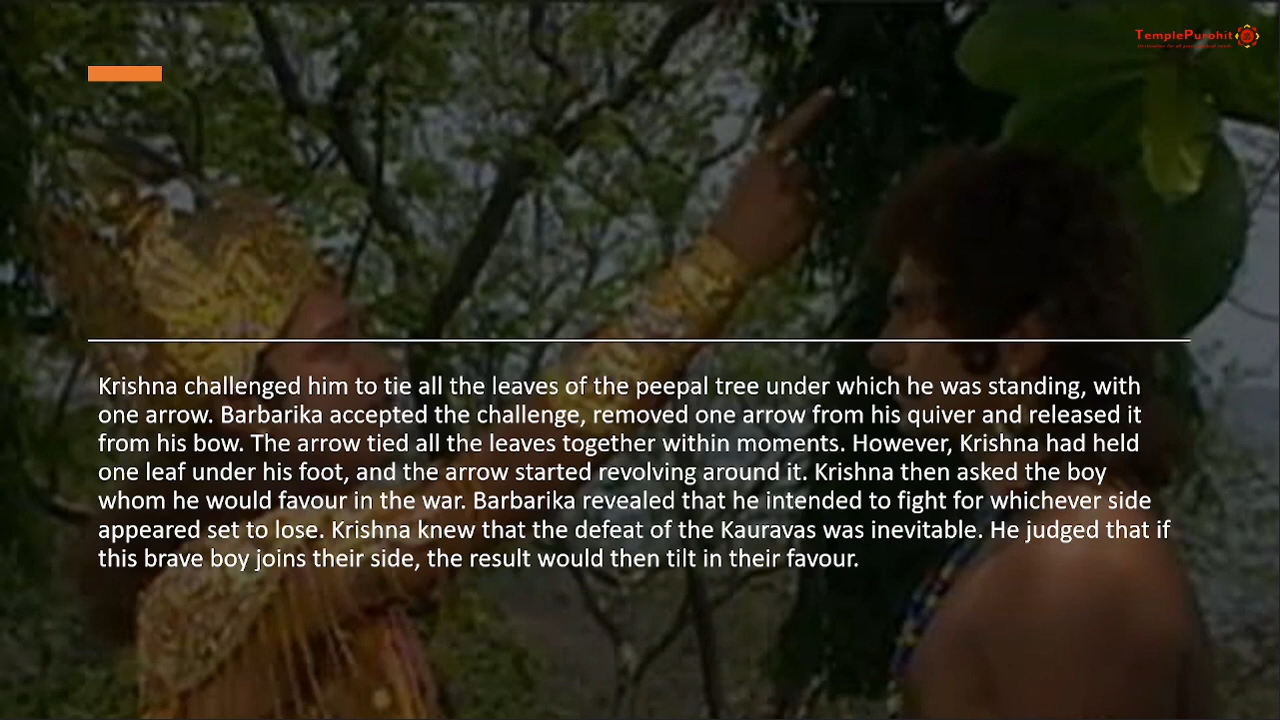 TemplePurohit
Krishna challenged him to tie all the leaves of the peepal tree under which he was standing, with
one arrow. Barbarika accepted the challenge, removed one arrow from his quiver and released it
from his bow. The arrow tied all the leaves together within moments. However, Krishna had held
one leaf under his foot, and the arrow started revolving around it. Krishna then asked the boy
whom he would favour in the war. Barbarika revealed that he intended to fight for whichever side
appeared set to lose. Krishna knew that the defeat of the Kauravas was inevitable. He judged that if
this brave boy joins their side, the result would then tilt in their favour.